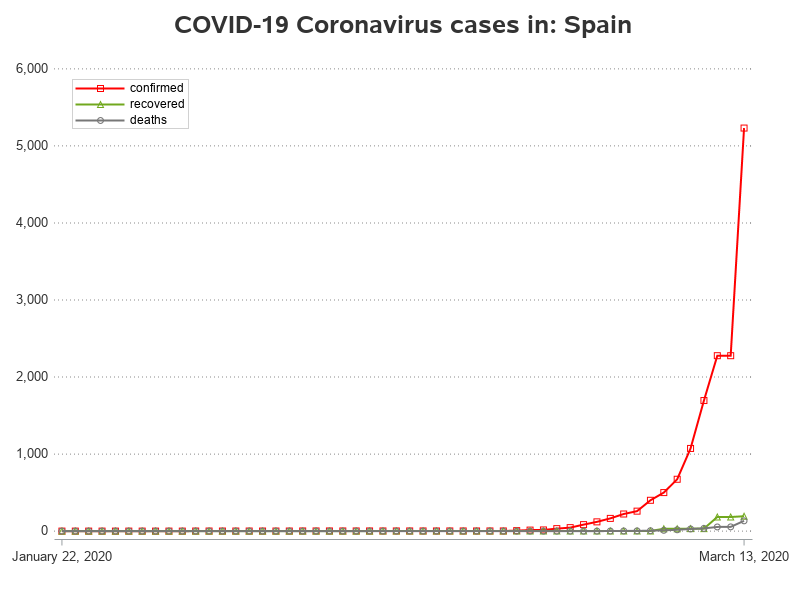 COVID-19 Coronavirus cases in: Spain
6,000
confirmed
recovered
deaths
5,000
4,000
3,000
2,000
1,000
0
January 22, 2020
March 13, 2020